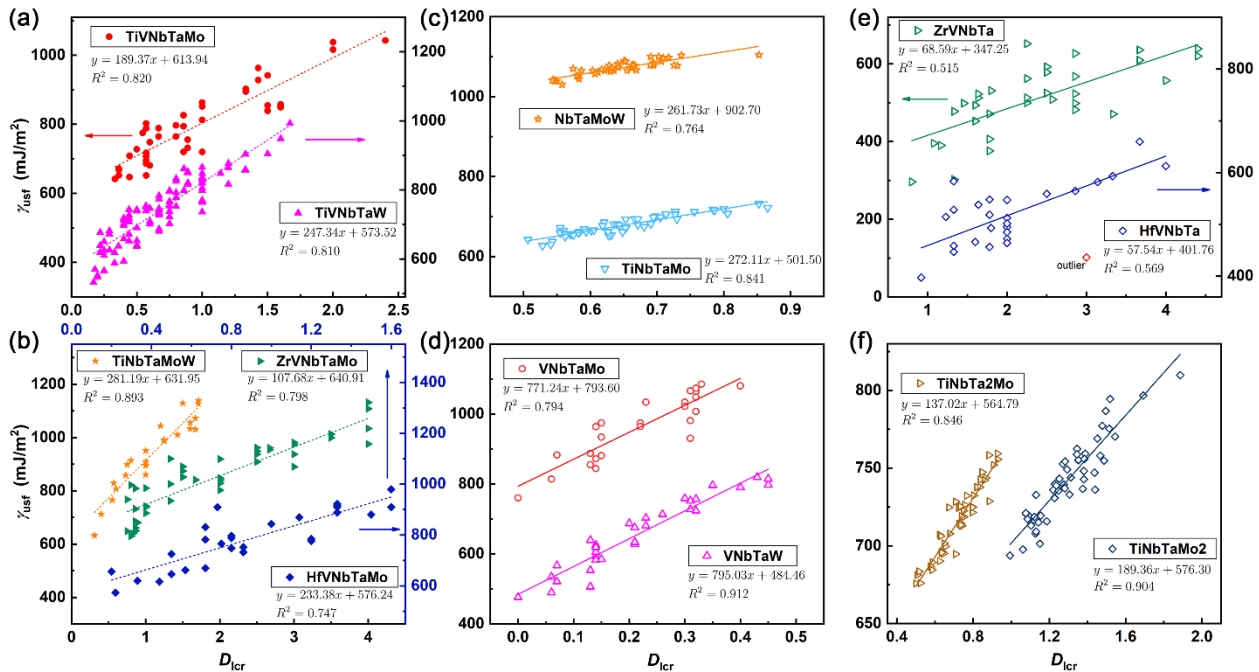 (a)
TiVNbTaMo
y = 189.37x + 613.94
R² = 0.820
TiVNbTaW
y = 247.34x + 573.52
R² = 0.810
γusf (mJ/m²)
1000
800
600
400
1200
1000
800
600
0.0 0.5 1.0 1.5 2.0 2.5
0.0 0.4 0.8 1.2 1.6
(b)
TiNbTaMoW
y = 281.19x + 631.95
R² = 0.893
ZrVNbTaMo
y = 107.68x + 640.91
R² = 0.798
HfVNbTaMo
y = 233.38x + 576.24
R² = 0.747
γusf (mJ/m²)
1200
1000
800
600
400
1400
1300
1200
1100
1000
900
800
700
600
500
0 1 2 3 4
Dlcr
(c)
NbTaMoW
y = 261.73x + 902.70
R² = 0.764
TiNbTaMo
y = 272.11x + 501.50
R² = 0.841
1200
1000
800
600
0.5 0.6 0.7 0.8 0.9
(d)
VNbTaMo
y = 771.24x + 793.60
R² = 0.794
VNbTaW
y = 795.03x + 484.46
R² = 0.912
1200
1000
800
600
400
0.0 0.1 0.2 0.3 0.4 0.5
Dlcr
(e)
ZrVNbTa
y = 68.59x + 347.25
R² = 0.515
HfVNbTa
y = 57.54x + 401.76
R² = 0.569
outlier
600
500
400
300
200
100
0
800
600
400
1 2 3 4
(f)
TiNbTa2Mo
y = 137.02x + 564.79
R² = 0.846
TiNbTaMo2
y = 189.36x + 576.30
R² = 0.904
800
750
700
650
0.4 0.8 1.2 1.6 2.0
Dlcr